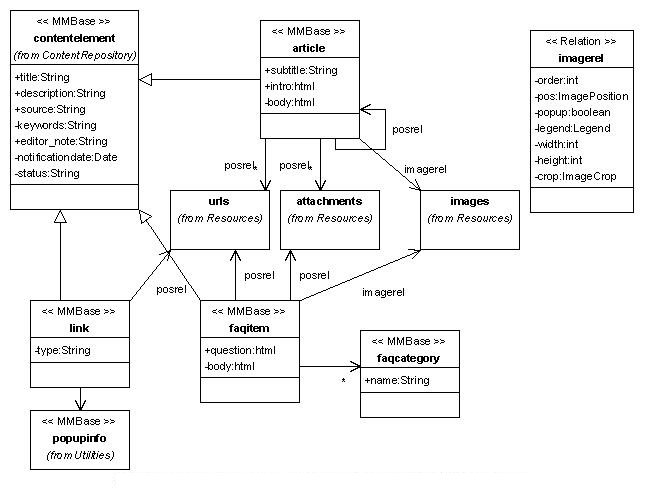 << MMBase >>
contentelement
(from ContentRepository)
+title:String
+description:String
+source:String
-keywords:String
+editor_note:String
-notificationdate:Date
-status:String
<< MMBase >>
article
+subtitle:String
+intro:html
-body:html
<< Relation >>
imagerel
-order:int
-pos:ImagePosition
-popup:boolean
-legend:Legend
-width:int
-height:int
-crop:ImageCrop
posrel
posrel
*
posrel
*
imagerel
urls
(from Resources)
attachments
(from Resources)
images
(from Resources)
posrel
posrel
posrel
imagerel
<< MMBase >>
link
-type:String
<< MMBase >>
faqitem
+question:html
-body:html
*
<< MMBase >>
faqcategory
+name:String
<< MMBase >>
popupinfo
(from Utilities)